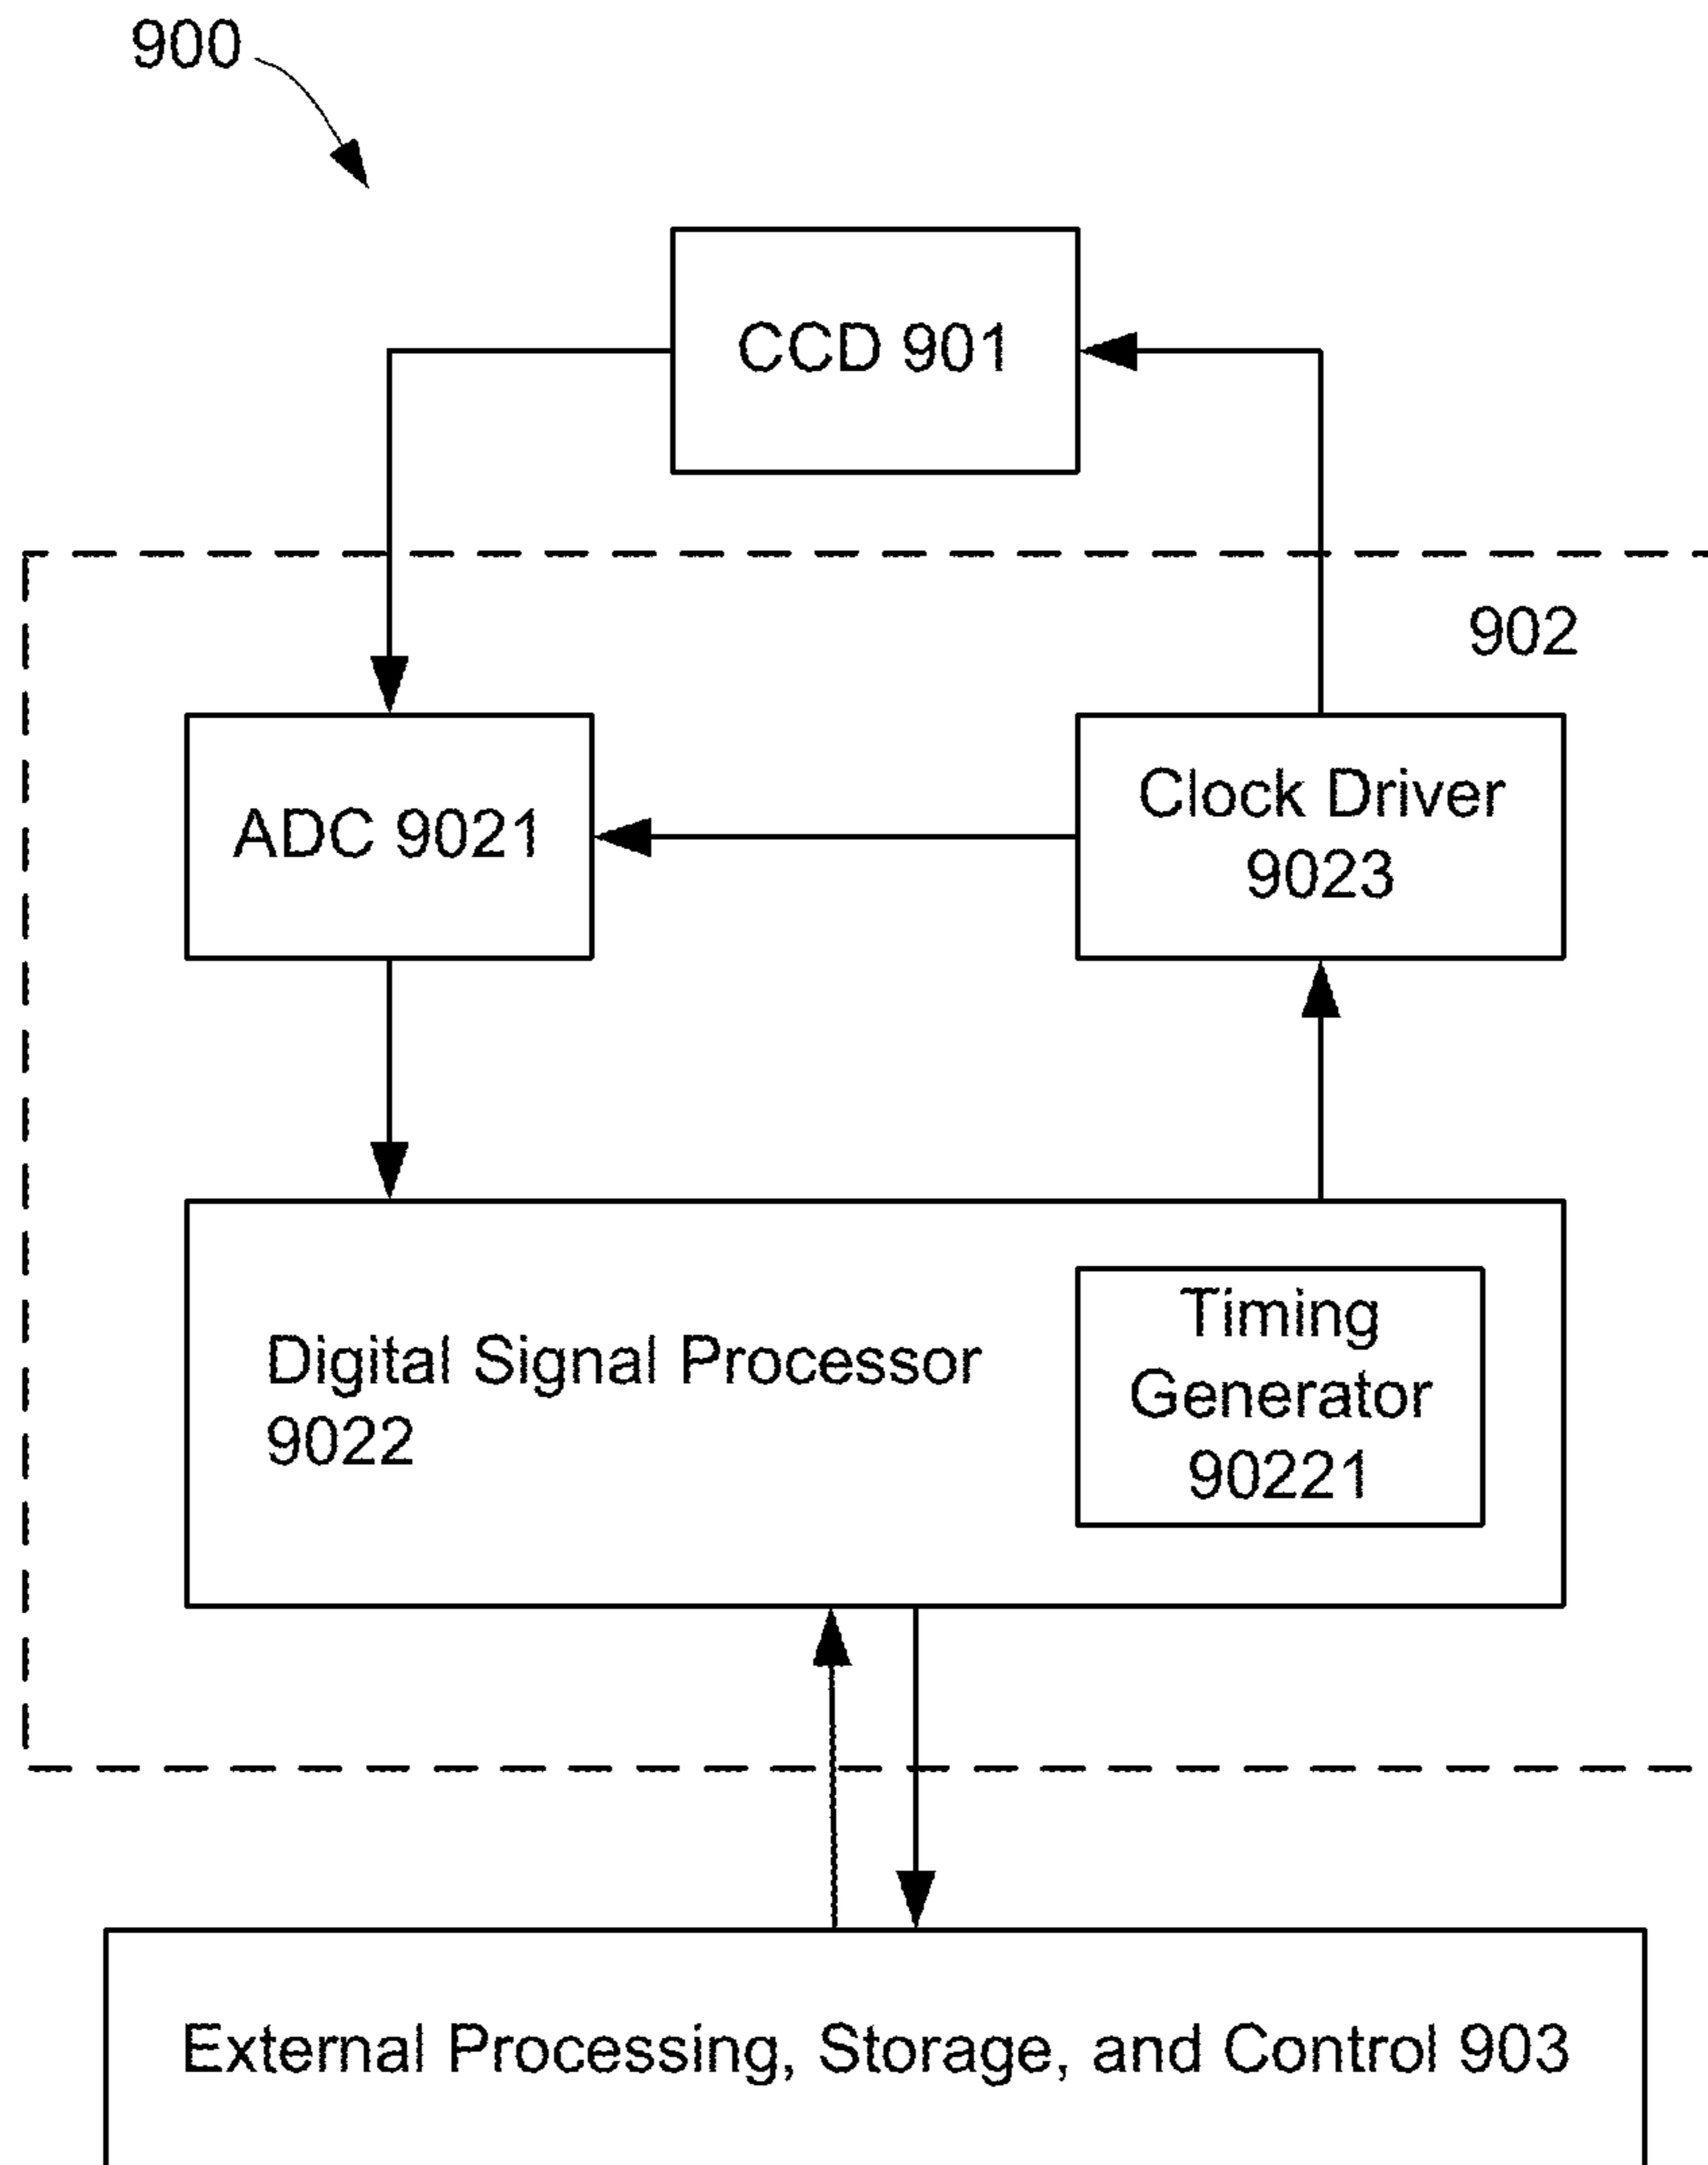 900
CCD 901
902
ADC 9021
Clock Driver
9023
Digital Signal Processor
9022
Timing
Generator
90221
External Processing, Storage, and Control 903